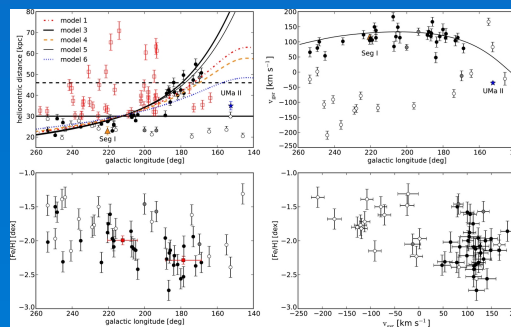 model 1
model 3
model 4
model 5
model 6
UMa II
Seg I
heliocentric distance [kpc]
80
70
60
50
40
30
20
10
260 240 220 200 180 160 140
galactic longitude [deg]
Seg I
UMa II
v_gsr [km s⁻¹]
200
150
100
50
0
−50
−100
−150
−200
−250
260 240 220 200 180 160
galactic longitude [deg]
[Fe/H] [dex]
−1.0
−1.5
−2.0
−2.5
−3.0
260 240 220 200 180 160 140
galactic longitude [deg]
[Fe/H] [dex]
−1.0
−1.5
−2.0
−2.5
−3.0
−250 −200 −150 −100 −50 0 50 100 150
v_gsr [km s⁻¹]